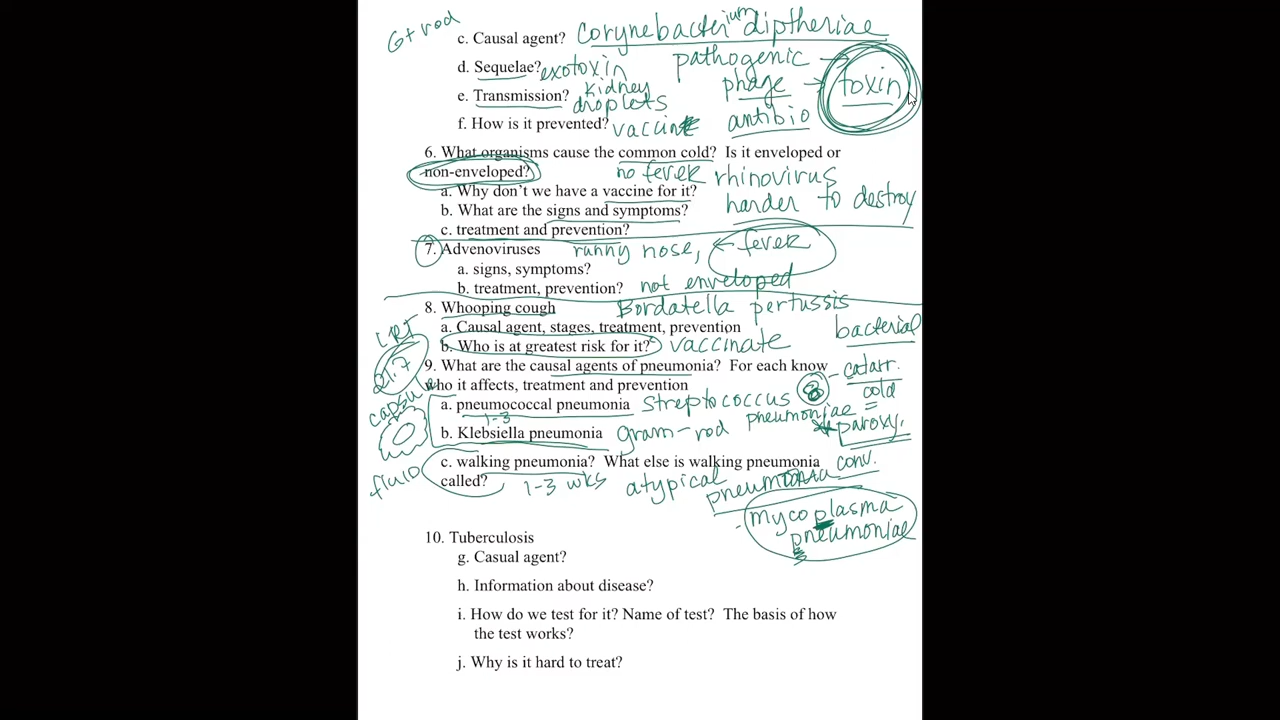 G+ rod
c. Causal agent? Corynebacterium diptheriae
d. Sequelae? exotoxin pathogenic
kidney phage → toxin
e. Transmission? droplets
f. How is it prevented? vaccine antibio
6. What organisms cause the common cold? Is it enveloped or
non-enveloped? no fever rhinovirus
a. Why don't we have a vaccine for it?
b. What are the signs and symptoms? harder to destroy
c. treatment and prevention?
7. Advenoviruses runny nose, ← fever
a. signs, symptoms?
b. treatment, prevention? not enveloped
8. Whooping cough Bordatella pertussis
a. Causal agent, stages, treatment, prevention bacterial
LRI
b. Who is at greatest risk for it? vaccinate
9. What are the causal agents of pneumonia? For each know
who it affects, treatment and prevention
catarr.
cold
a. pneumococcal pneumonia streptococcus
pneumoniae
1-3
paroxy.
b. Klebsiella pneumonia gram-rod
c. walking pneumonia? What else is walking pneumonia conv.
called? 1-3 wks atypical
fluid
pneumonia
mycoplasma
pneumoniae
10. Tuberculosis
g. Casual agent?
h. Information about disease?
i. How do we test for it? Name of test? The basis of how
the test works?
j. Why is it hard to treat?